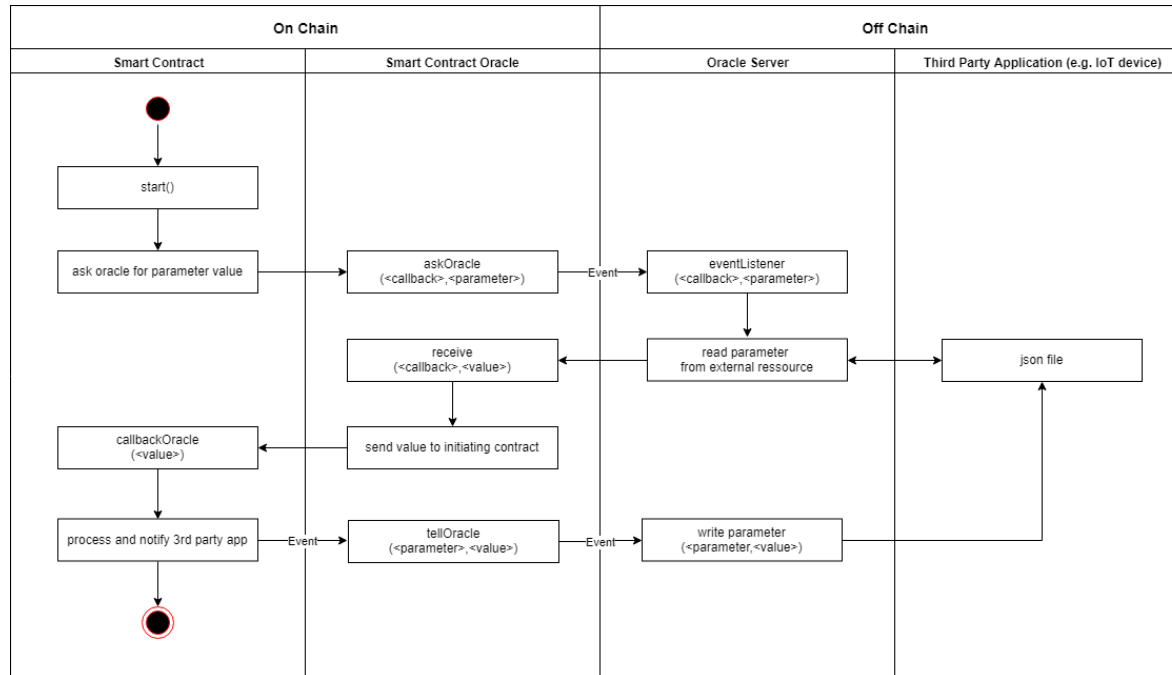 On Chain
Off Chain
Smart Contract
Smart Contract Oracle
Oracle Server
Third Party Application (e.g. IoT device)
start()
ask oracle for parameter value
askOracle
(<callback>,<parameter>)
Event
eventListener
(<callback>,<parameter>)
receive
(<callback>,<value>)
read parameter
from external ressource
json file
callbackOracle
(<value>)
send value to initiating contract
process and notify 3rd party app
Event
tellOracle
(<parameter>,<value>)
Event
write parameter
(<parameter,<value>)